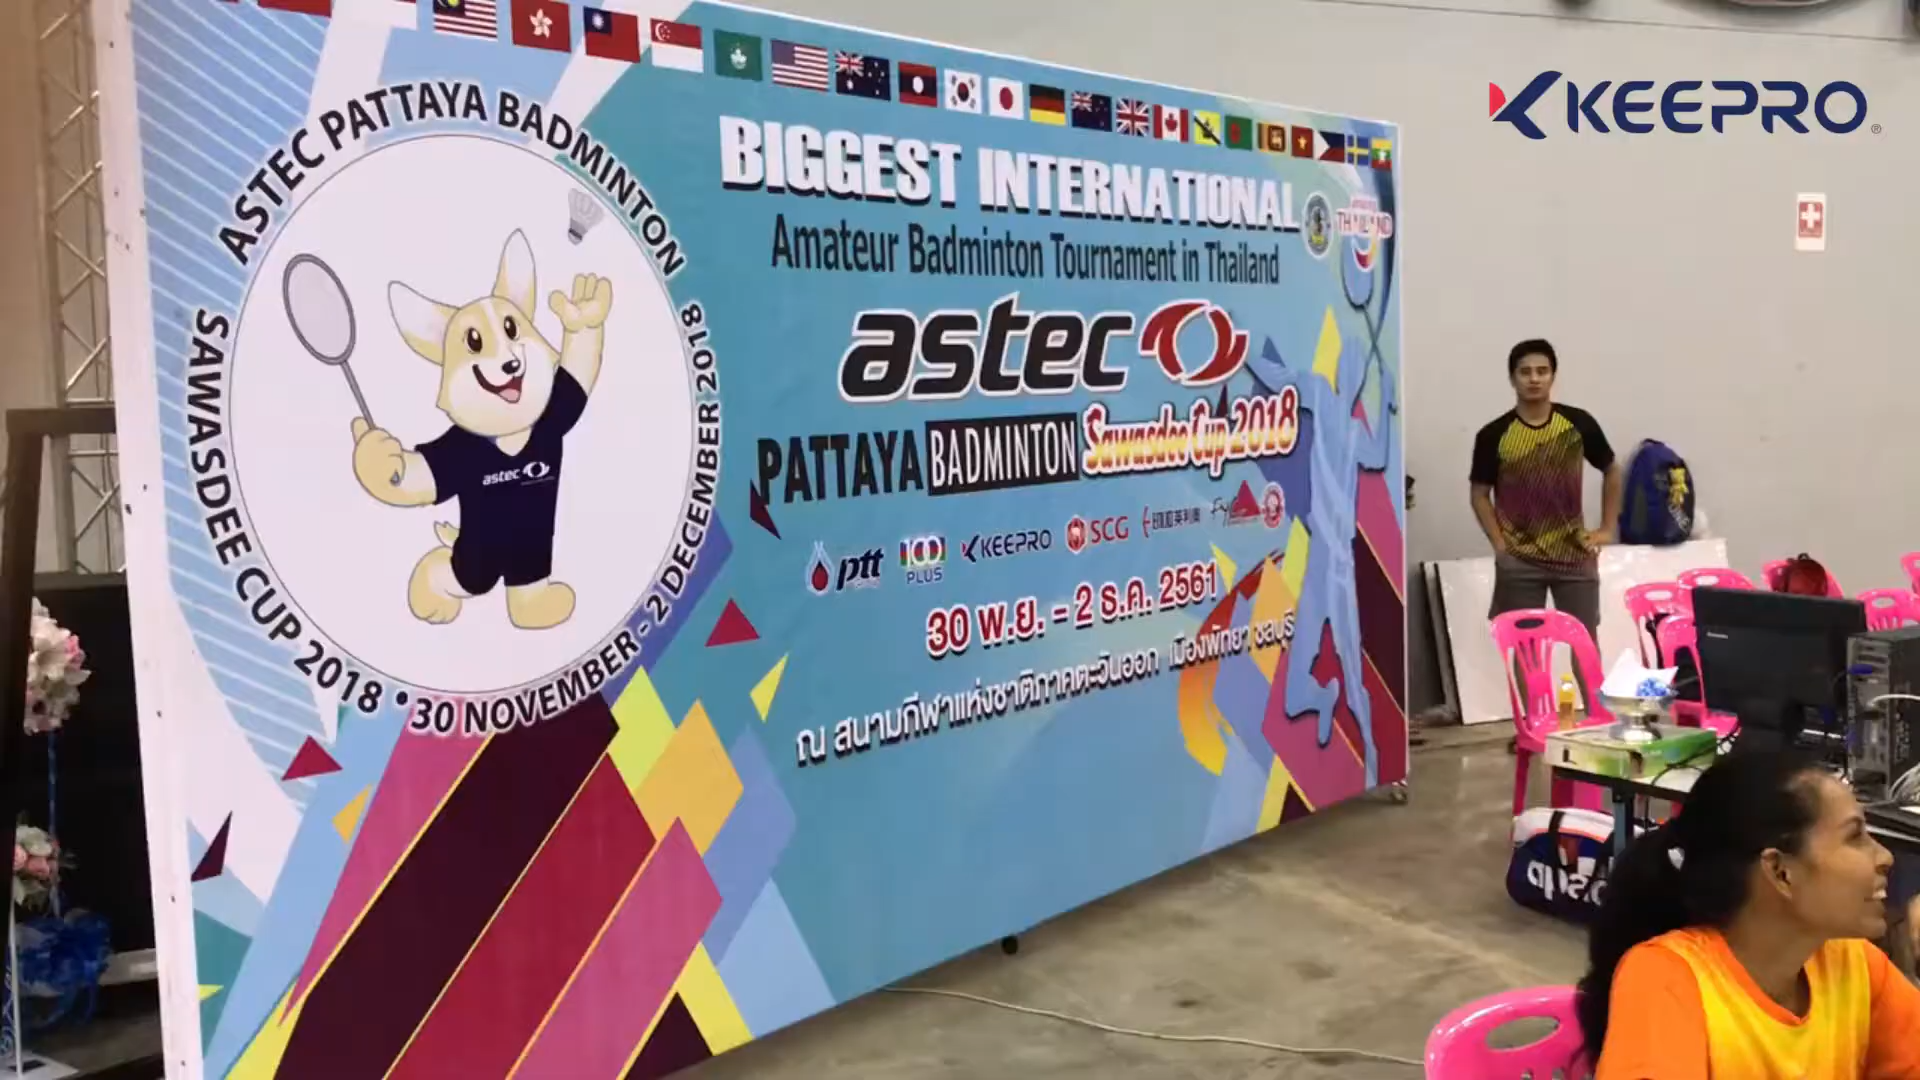 KEEPRO
ASTEC PATTAYA BADMINTON
SAWASDEE CUP 2018 • 30 NOVEMBER - 2 DECEMBER 2018
astec
BIGGEST INTERNATIONAL
THAILAND
Amateur Badminton Tournament in Thailand
astec
PATTAYA BADMINTON Sawasdee Cup 2018
ptt 100 PLUS KEEPRO SCG
30 พ.ย. - 2 ธ.ค. 2561
ณ สนามกีฬาแห่งชาติภาคตะวันออก เมืองพัทยา ชลบุรี